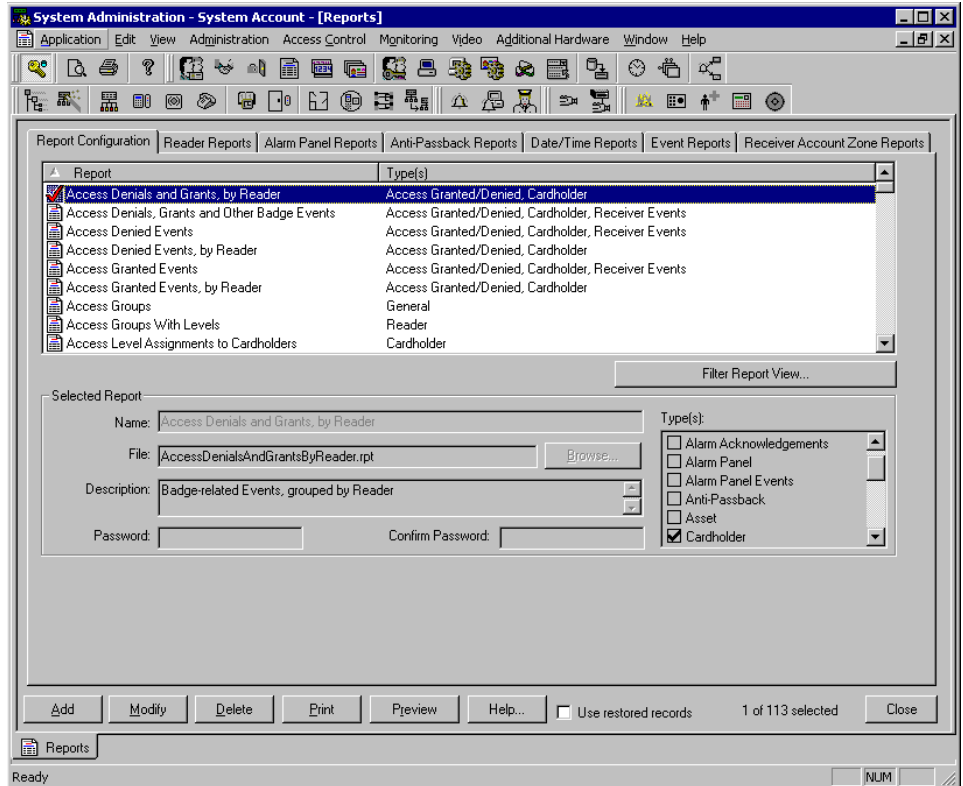 System Administration - System Account - [Reports]
Application Edit View Administration Access Control Monitoring Video Additional Hardware Window Help
Report Configuration Reader Reports Alarm Panel Reports Anti-Passback Reports Date/Time Reports Event Reports Receiver Account Zone Reports
Report Type(s)
Access Denials and Grants, by Reader Access Granted/Denied, Cardholder
Access Denials, Grants and Other Badge Events Access Granted/Denied, Cardholder, Receiver Events
Access Denied Events Access Granted/Denied, Cardholder, Receiver Events
Access Denied Events, by Reader Access Granted/Denied, Cardholder
Access Granted Events Access Granted/Denied, Cardholder, Receiver Events
Access Granted Events, by Reader Access Granted/Denied, Cardholder
Access Groups General
Access Groups With Levels Reader
Access Level Assignments to Cardholders Cardholder
Filter Report View...
Selected Report
Name: Access Denials and Grants, by Reader
File: AccessDenialsAndGrantsByReader.rpt Browse...
Description: Badge-related Events, grouped by Reader
Password: Confirm Password:
Type(s):
Alarm Acknowledgements
Alarm Panel
Alarm Panel Events
Anti-Passback
Asset
Cardholder
Add Modify Delete Print Preview Help... Use restored records 1 of 113 selected Close
Reports
Ready NUM